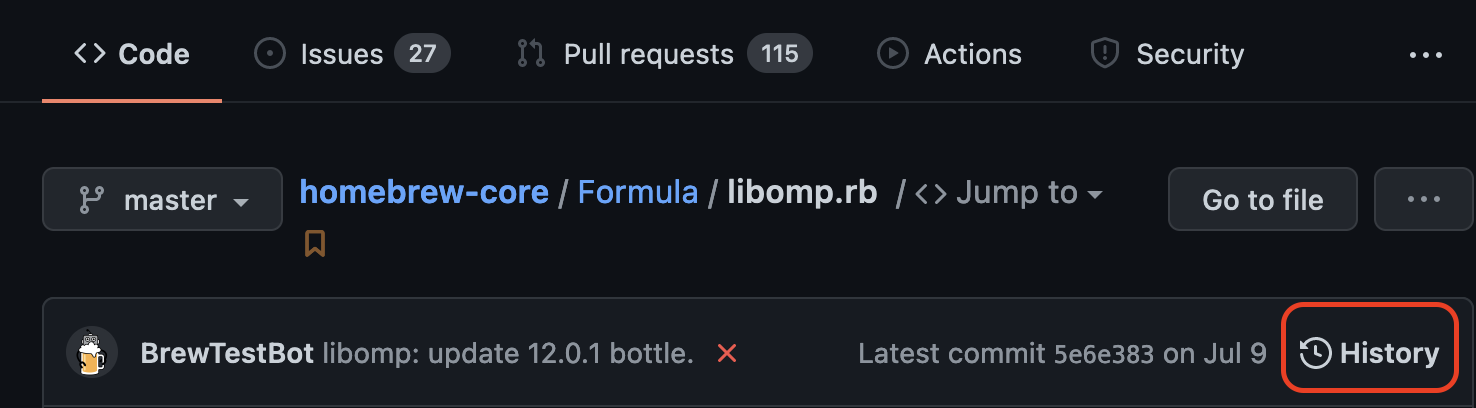 Code Issues 27 Pull requests 115 Actions Security ...
master homebrew-core / Formula / libomp.rb / <> Jump to Go to file ...
BrewTestBot libomp: update 12.0.1 bottle. Latest commit 5e6e383 on Jul 9 History